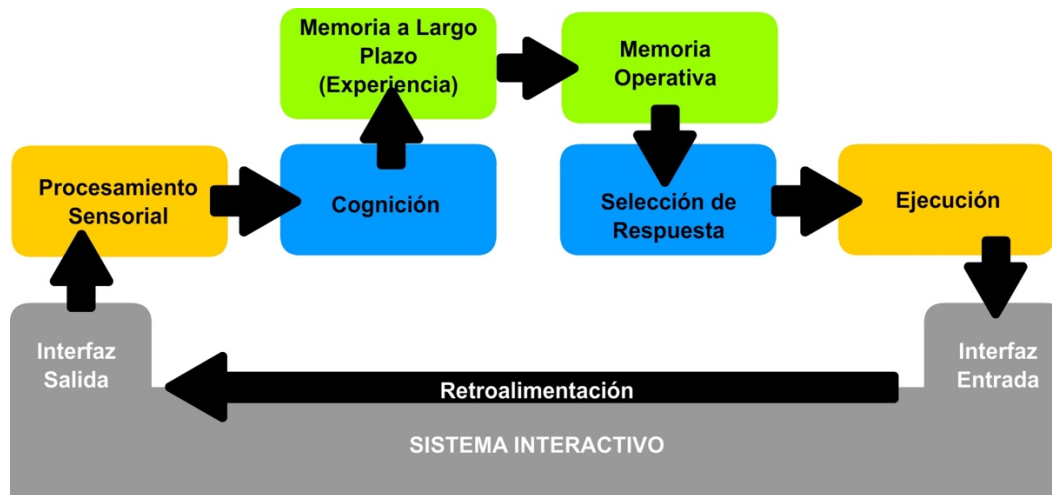 Memoria a Largo
Plazo
(Experiencia)
Memoria
Operativa
Procesamiento
Sensorial
Cognición
Selección de
Respuesta
Ejecución
Interfaz
Salida
Retroalimentación
Interfaz
Entrada
SISTEMA INTERACTIVO